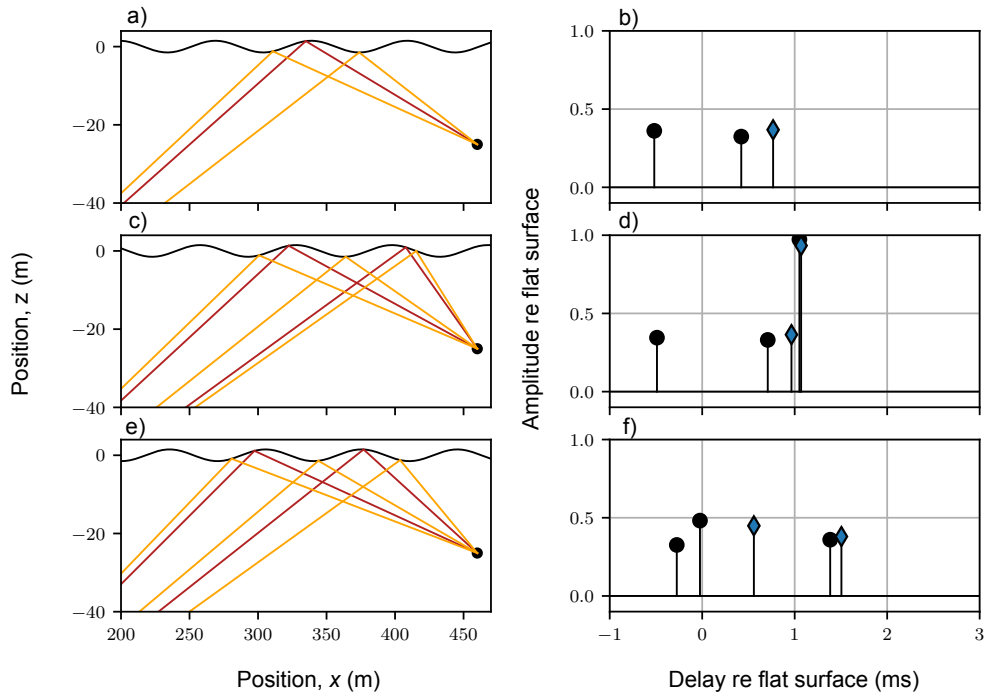 a)
0
−20
−40
b)
1.0
0.5
0.0
c)
0
−20
−40
d)
1.0
0.5
0.0
e)
0
−20
−40
200 250 300 350 400 450
f)
1.0
0.5
0.0
−1 0 1 2 3
Position, z (m)
Amplitude re flat surface
Position, x (m)
Delay re flat surface (ms)